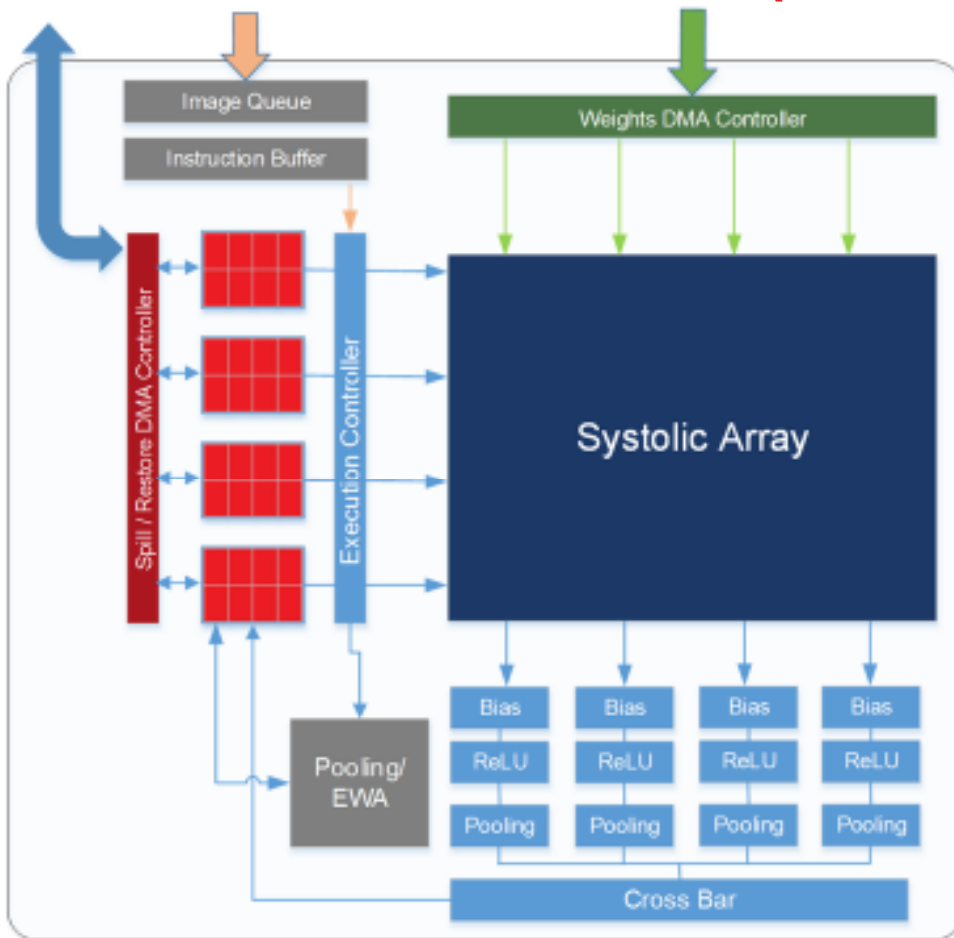 Image Queue
Weights DMA Controller
Instruction Buffer
Spill / Restore DMA Controller
Execution Controller
Systolic Array
Bias
Bias
Bias
Bias
ReLU
ReLU
ReLU
ReLU
Pooling/
EWA
Pooling
Pooling
Pooling
Pooling
Cross Bar